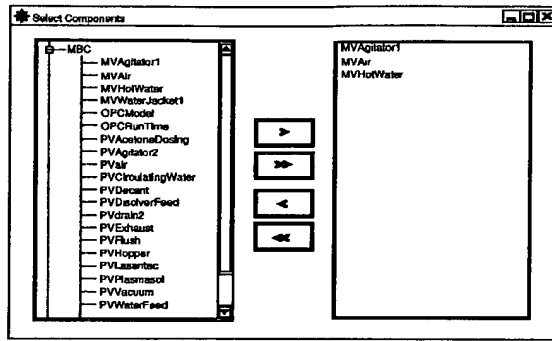 Select Components
MBC
MVAgitator1
MVAir
MVHotWater
MVWaterJacket1
OPCModel
OPCRunTime
PVAcetoneDosing
PVAgitator2
PVair
PVCirculatingWater
PVDecant
PVDisolverFeed
PVdrain2
PVExhaust
PVFlush
PVHopper
PVLasentec
PVPlasmasol
PVVacuum
PVWaterFeed
>
>>
<
<<
MVAgitator1
MVAir
MVHotWater